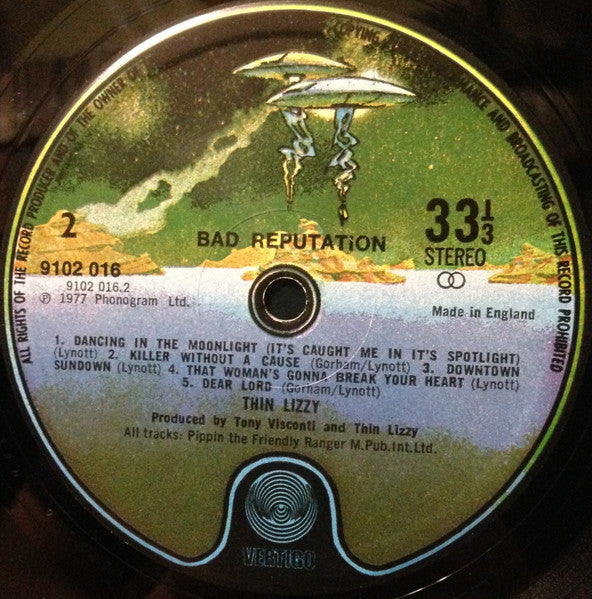 COPYING
ALL RIGHTS OF THE RECORD PRODUCER AND OF THE OWNER OF
MANCE AND BROADCASTING OF THIS RECORD PROHIBITED
2
BAD REPUTATiON
33⅓
STEREO
9102 016
9102 016.2
℗ 1977 Phonogram Ltd.
Made in England
1. DANCING IN THE MOONLIGHT (IT'S CAUGHT ME IN IT'S SPOTLIGHT)
(Lynott) 2. KILLER WITHOUT A CAUSE (Gorham/Lynott) 3. DOWNTOWN
SUNDOWN (Lynott) 4. THAT WOMAN'S GONNA BREAK YOUR HEART (Lynott)
5. DEAR LORD (Gorham/Lynott)
THIN LIZZY
Produced by Tony Visconti and Thin Lizzy
All tracks: Pippin the Friendly Ranger M.Pub.Int.Ltd.
VERTIGO